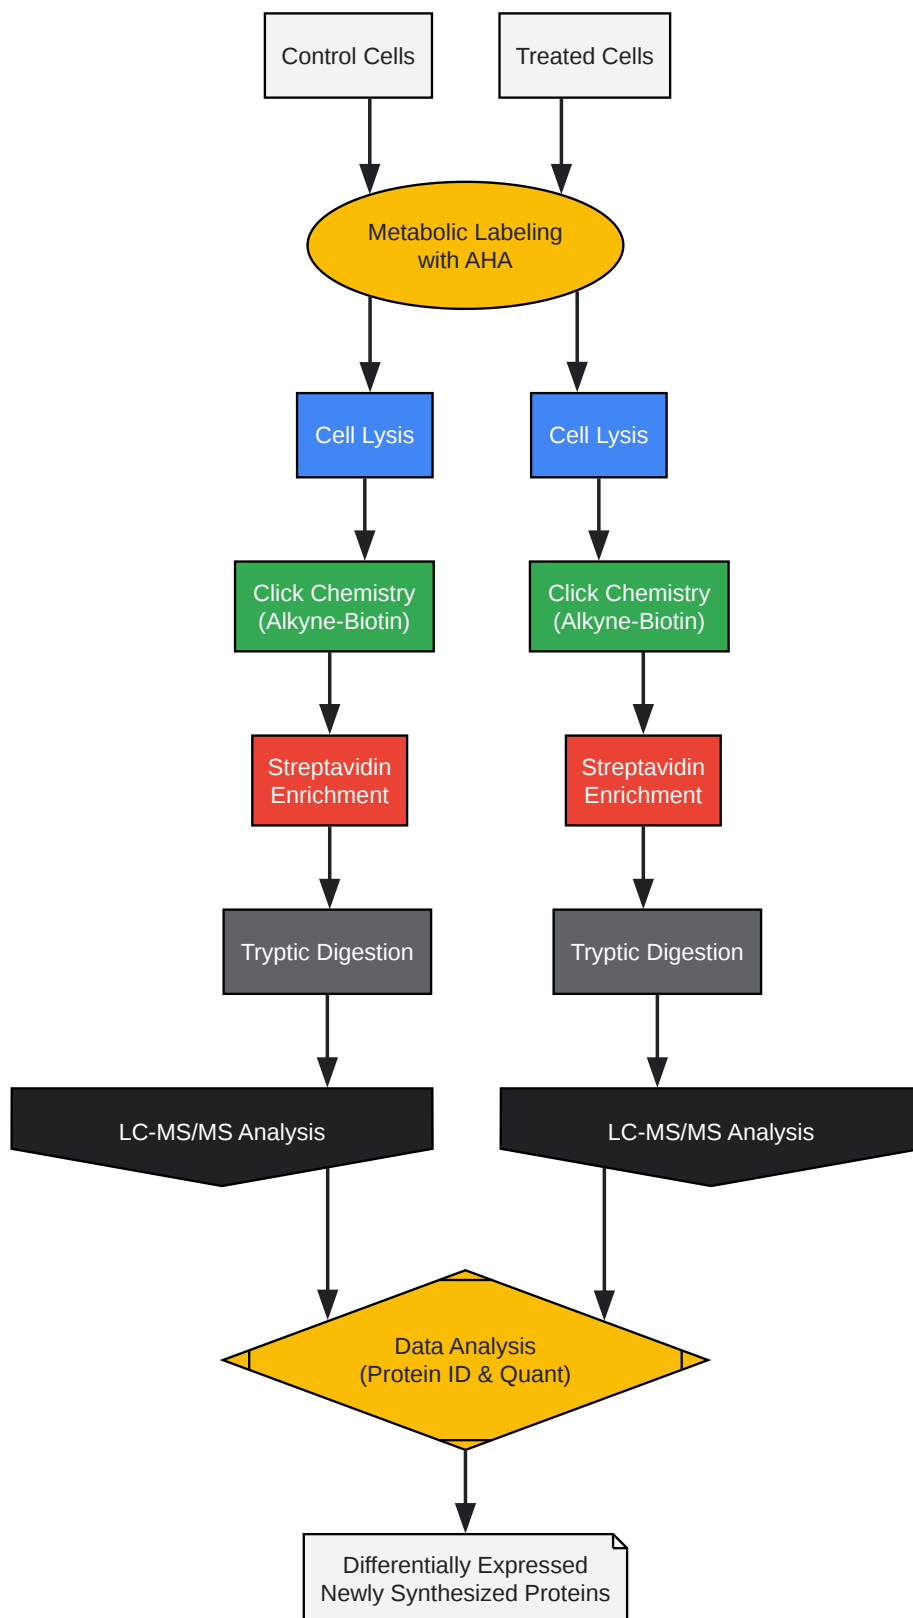 Control Cells
Treated Cells
Metabolic Labeling
with AHA
Cell Lysis
Cell Lysis
Click Chemistry
(Alkyne-Biotin)
Click Chemistry
(Alkyne-Biotin)
Streptavidin
Enrichment
Streptavidin
Enrichment
Tryptic Digestion
Tryptic Digestion
LC-MS/MS Analysis
LC-MS/MS Analysis
Data Analysis
(Protein ID & Quant)
Differentially Expressed
Newly Synthesized Proteins